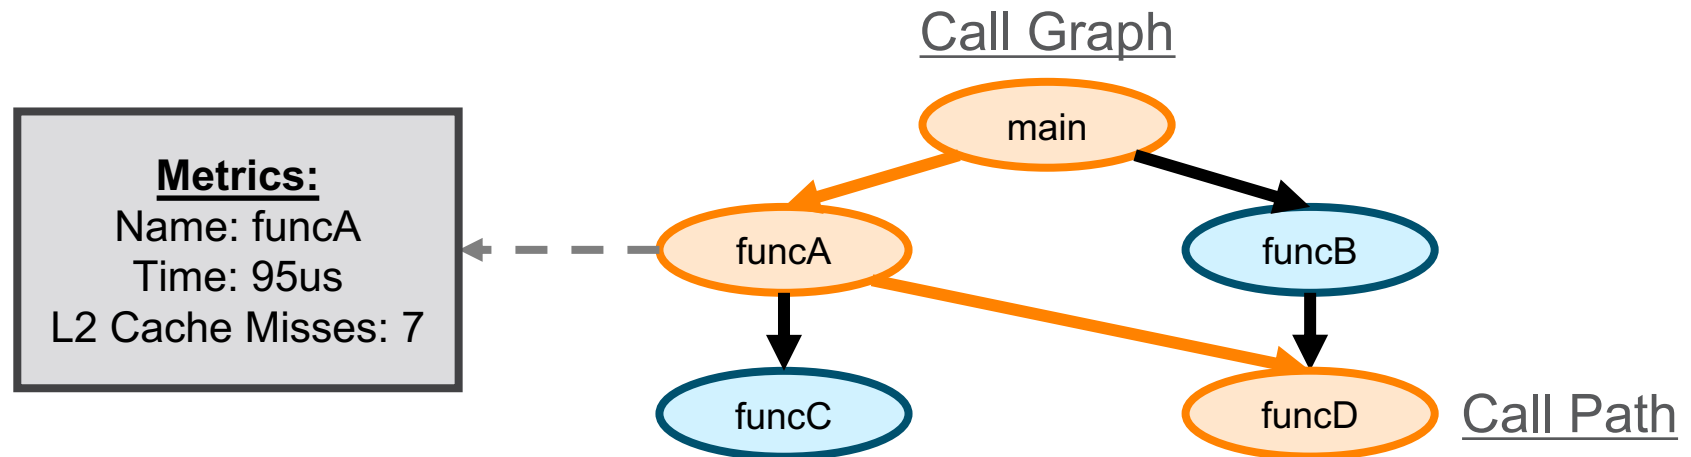 Call Graph
main
Metrics:
Name: funcA
Time: 95us
L2 Cache Misses: 7
funcA
funcB
funcC
funcD
Call Path